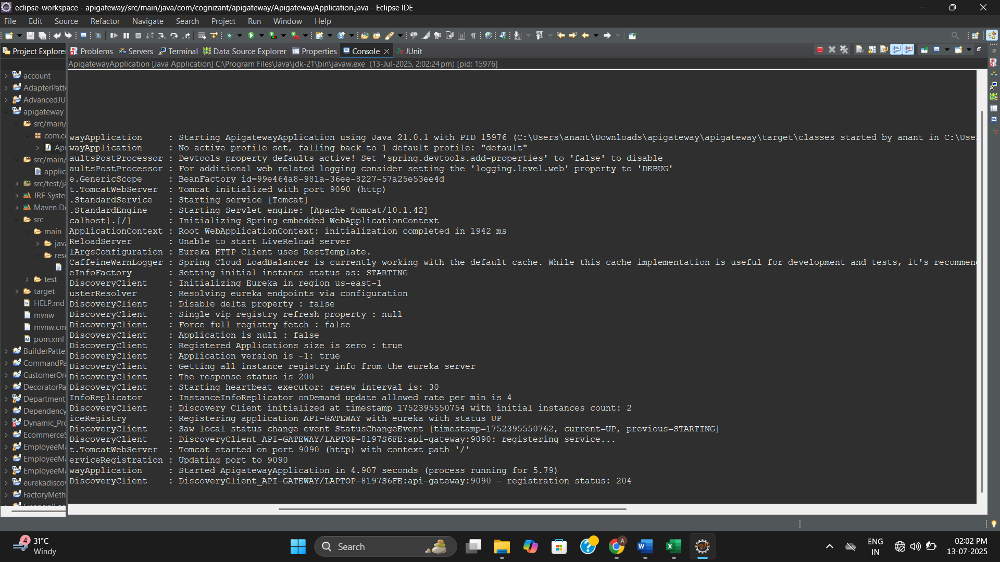 eclipse-workspace - apigateway/src/main/java/com/cognizant/apigateway/ApigatewayApplication.java - Eclipse IDE
File Edit Source Refactor Navigate Search Project Run Window Help
Project Explorer Problems Servers Terminal Data Source Explorer Properties Console JUnit
ApigatewayApplication [Java Application] C:\Program Files\Java\jdk-21\bin\javaw.exe (13-Jul-2025, 2:02:24 pm) [pid: 15976]
account
AdapterPatte
AdvancedJU
apigateway
src/main/
com.co
Api
src/main/
applic
src/test/ja
JRE Syste
Maven De
src
main
java
reso
test
target
HELP.md
mvnw
mvnw.cm
pom.xml
BuilderPatte
CommandPa
CustomerOr
DecoratorPa
Department
Dependency
Dynamic_Pro
EcommerceS
EmployeeMa
EmployeeMa
EmployeeMa
eurekadiscov
FactoryMeth
FinancialFor
wayApplication : Starting ApigatewayApplication using Java 21.0.1 with PID 15976 (C:\Users\anant\Downloads\apigateway\apigateway\target\classes started by anant in C:\Use
wayApplication : No active profile set, falling back to 1 default profile: "default"
aultsPostProcessor : Devtools property defaults active! Set 'spring.devtools.add-properties' to 'false' to disable
aultsPostProcessor : For additional web related logging consider setting the 'logging.level.web' property to 'DEBUG'
e.GenericScope : BeanFactory id=99e464a8-981a-36ee-8227-57a25e53ee4d
t.TomcatWebServer : Tomcat initialized with port 9090 (http)
.StandardService : Starting service [Tomcat]
.StandardEngine : Starting Servlet engine: [Apache Tomcat/10.1.42]
calhost].[/] : Initializing Spring embedded WebApplicationContext
ApplicationContext : Root WebApplicationContext: initialization completed in 1942 ms
ReloadServer : Unable to start LiveReload server
lArgsConfiguration : Eureka HTTP Client uses RestTemplate.
CaffeineWarnLogger : Spring Cloud LoadBalancer is currently working with the default cache. While this cache implementation is useful for development and tests, it's recommen
eInfoFactory : Setting initial instance status as: STARTING
DiscoveryClient : Initializing Eureka in region us-east-1
usterResolver : Resolving eureka endpoints via configuration
DiscoveryClient : Disable delta property : false
DiscoveryClient : Single vip registry refresh property : null
DiscoveryClient : Force full registry fetch : false
DiscoveryClient : Application is null : false
DiscoveryClient : Registered Applications size is zero : true
DiscoveryClient : Application version is -1: true
DiscoveryClient : Getting all instance registry info from the eureka server
DiscoveryClient : The response status is 200
DiscoveryClient : Starting heartbeat executor: renew interval is: 30
InfoReplicator : InstanceInfoReplicator onDemand update allowed rate per min is 4
DiscoveryClient : Discovery Client initialized at timestamp 1752395550754 with initial instances count: 2
iceRegistry : Registering application API-GATEWAY with eureka with status UP
DiscoveryClient : Saw local status change event StatusChangeEvent [timestamp=1752395550762, current=UP, previous=STARTING]
DiscoveryClient : DiscoveryClient_API-GATEWAY/LAPTOP-8197S6FE:api-gateway:9090: registering service...
t.TomcatWebServer : Tomcat started on port 9090 (http) with context path '/'
erviceRegistration : Updating port to 9090
wayApplication : Started ApigatewayApplication in 4.907 seconds (process running for 5.79)
DiscoveryClient : DiscoveryClient_API-GATEWAY/LAPTOP-8197S6FE:api-gateway:9090 - registration status: 204
4
31°C
Windy
Search
ENG
IN
02:02 PM
13-07-2025